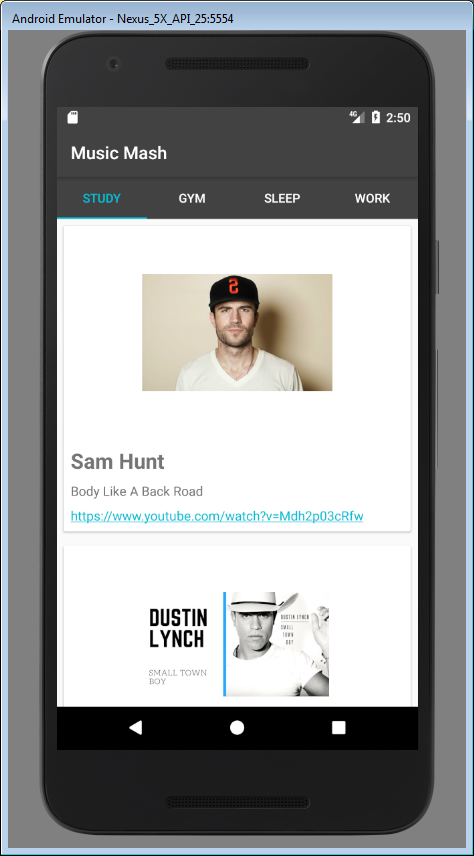 Android Emulator - Nexus_5X_API_25:5554
4G 2:50
Music Mash
STUDY GYM SLEEP WORK
Sam Hunt
Body Like A Back Road
https://www.youtube.com/watch?v=Mdh2p03cRfw
DUSTIN
LYNCH
SMALL TOWN
BOY
DUSTIN LYNCH
SMALL
TOWN
BOY